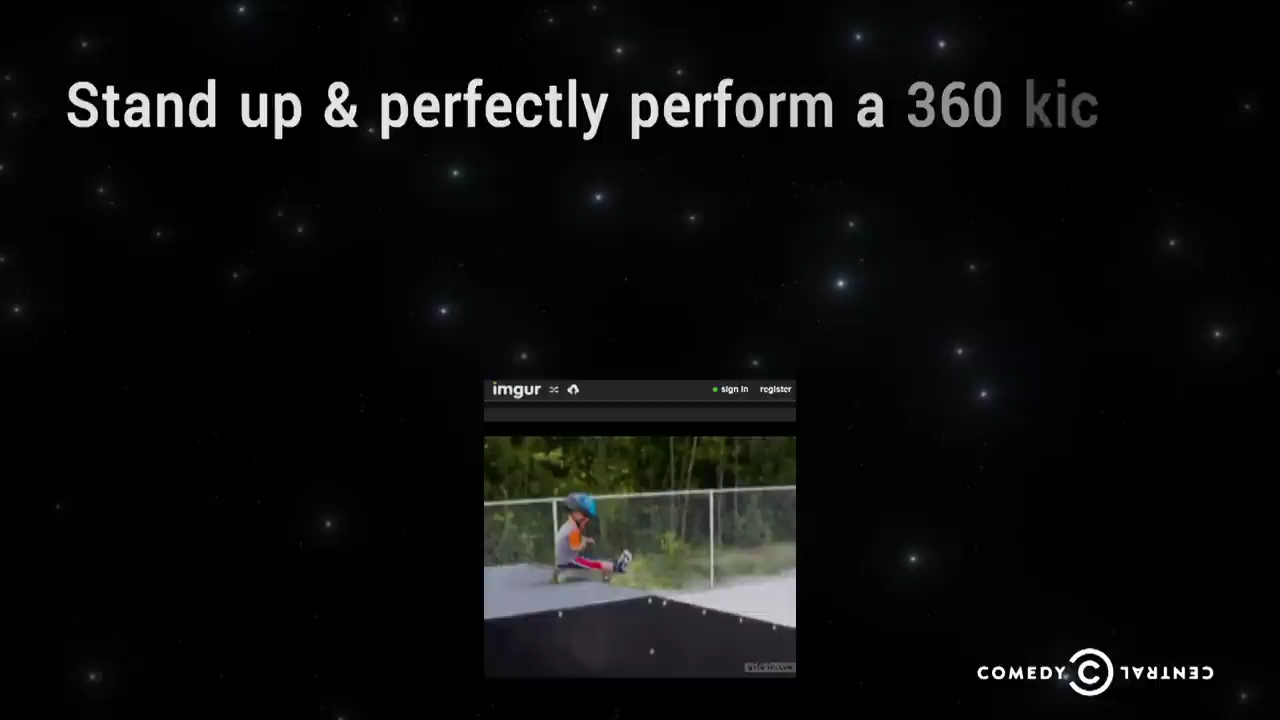 Stand up & perfectly perform a 360 kic
imgur sign in register
COMEDY CENTRAL